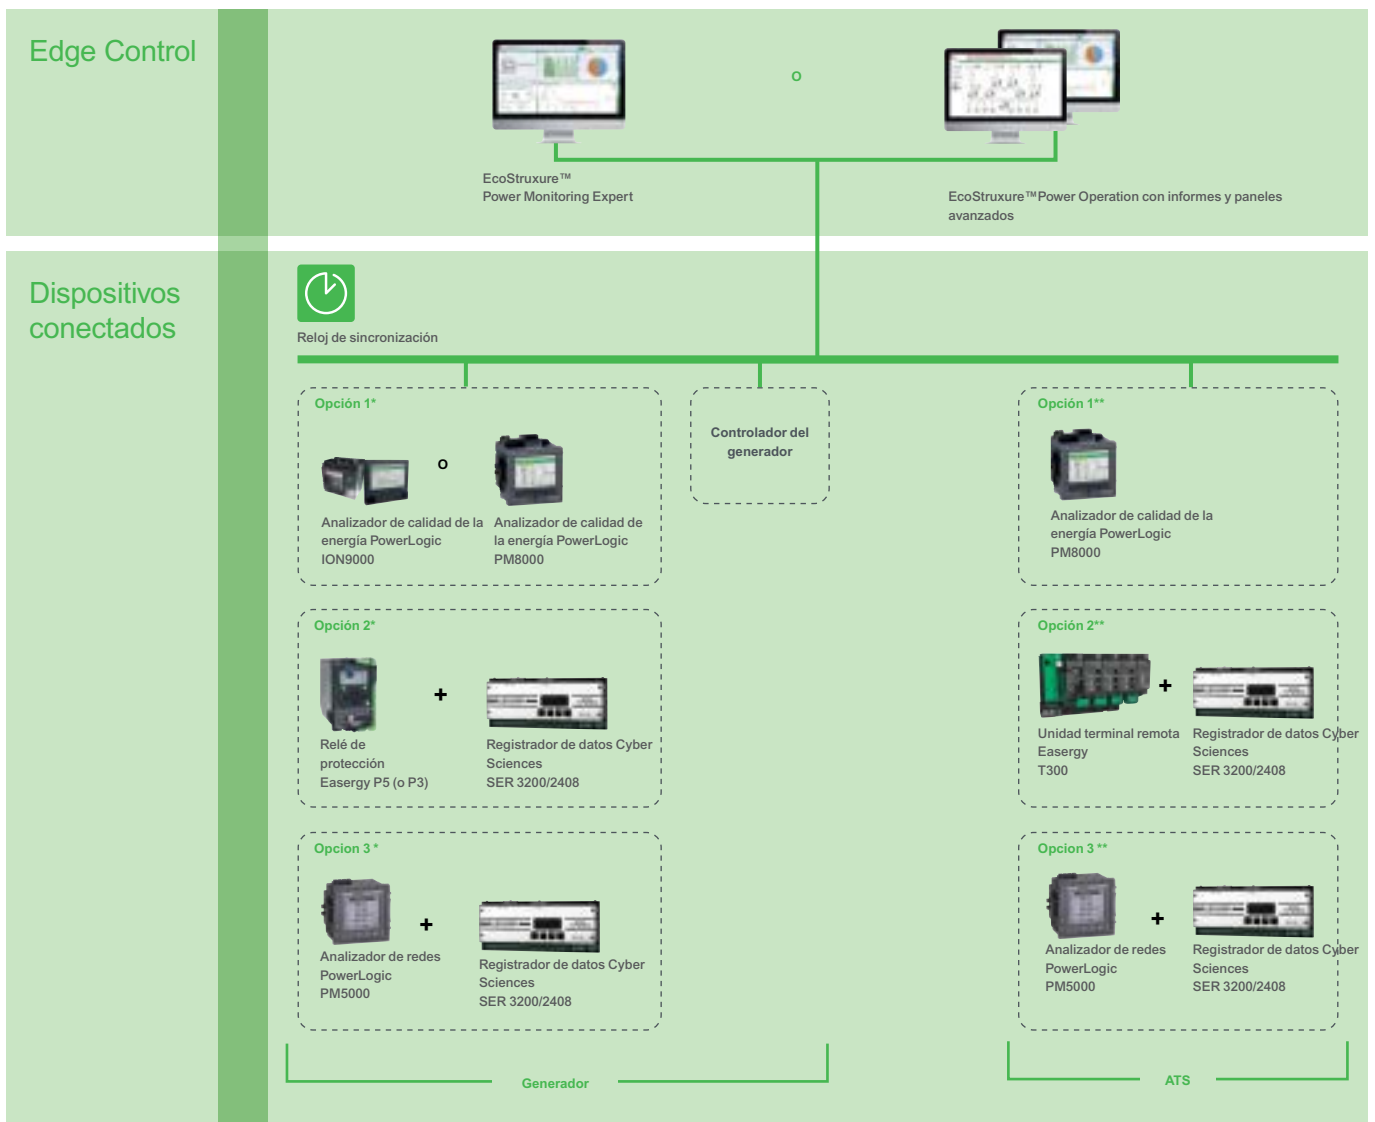 Edge Control
O
EcoStruxure™
Power Monitoring Expert
EcoStruxure™Power Operation con informes y paneles
avanzados
Dispositivos
conectados
Reloj de sincronización
Opción 1*
O
Analizador de calidad de la
energía PowerLogic
ION9000
Analizador de calidad de
la energía PowerLogic
PM8000
Controlador del
generador
Opción 1**
Analizador de calidad de la
energía PowerLogic
PM8000
Opción 2*
+
Relé de
protección
Easergy P5 (o P3)
Registrador de datos Cyber
Sciences
SER 3200/2408
Opción 2**
+
Unidad terminal remota
Easergy
T300
Registrador de datos Cyber
Sciences
SER 3200/2408
Opcion 3 *
+
Analizador de redes
PowerLogic
PM5000
Registrador de datos Cyber
Sciences
SER 3200/2408
Opcion 3 **
+
Analizador de redes
PowerLogic
PM5000
Registrador de datos Cyber
Sciences
SER 3200/2408
Generador
ATS